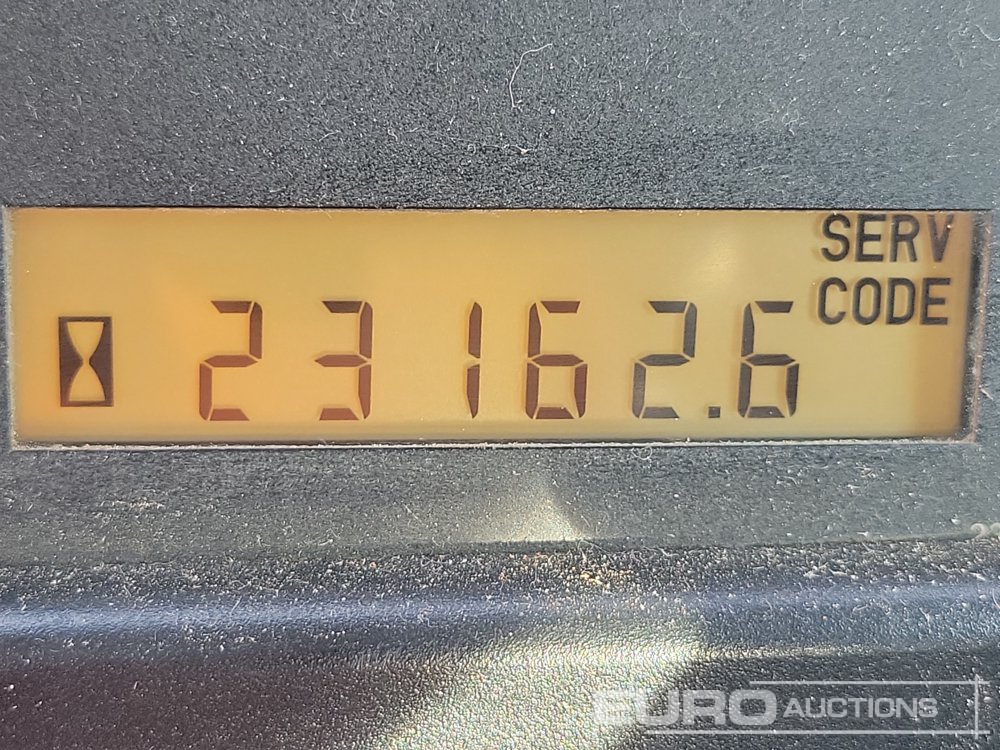 SERV
CODE
23162.6
EURO AUCTIONS